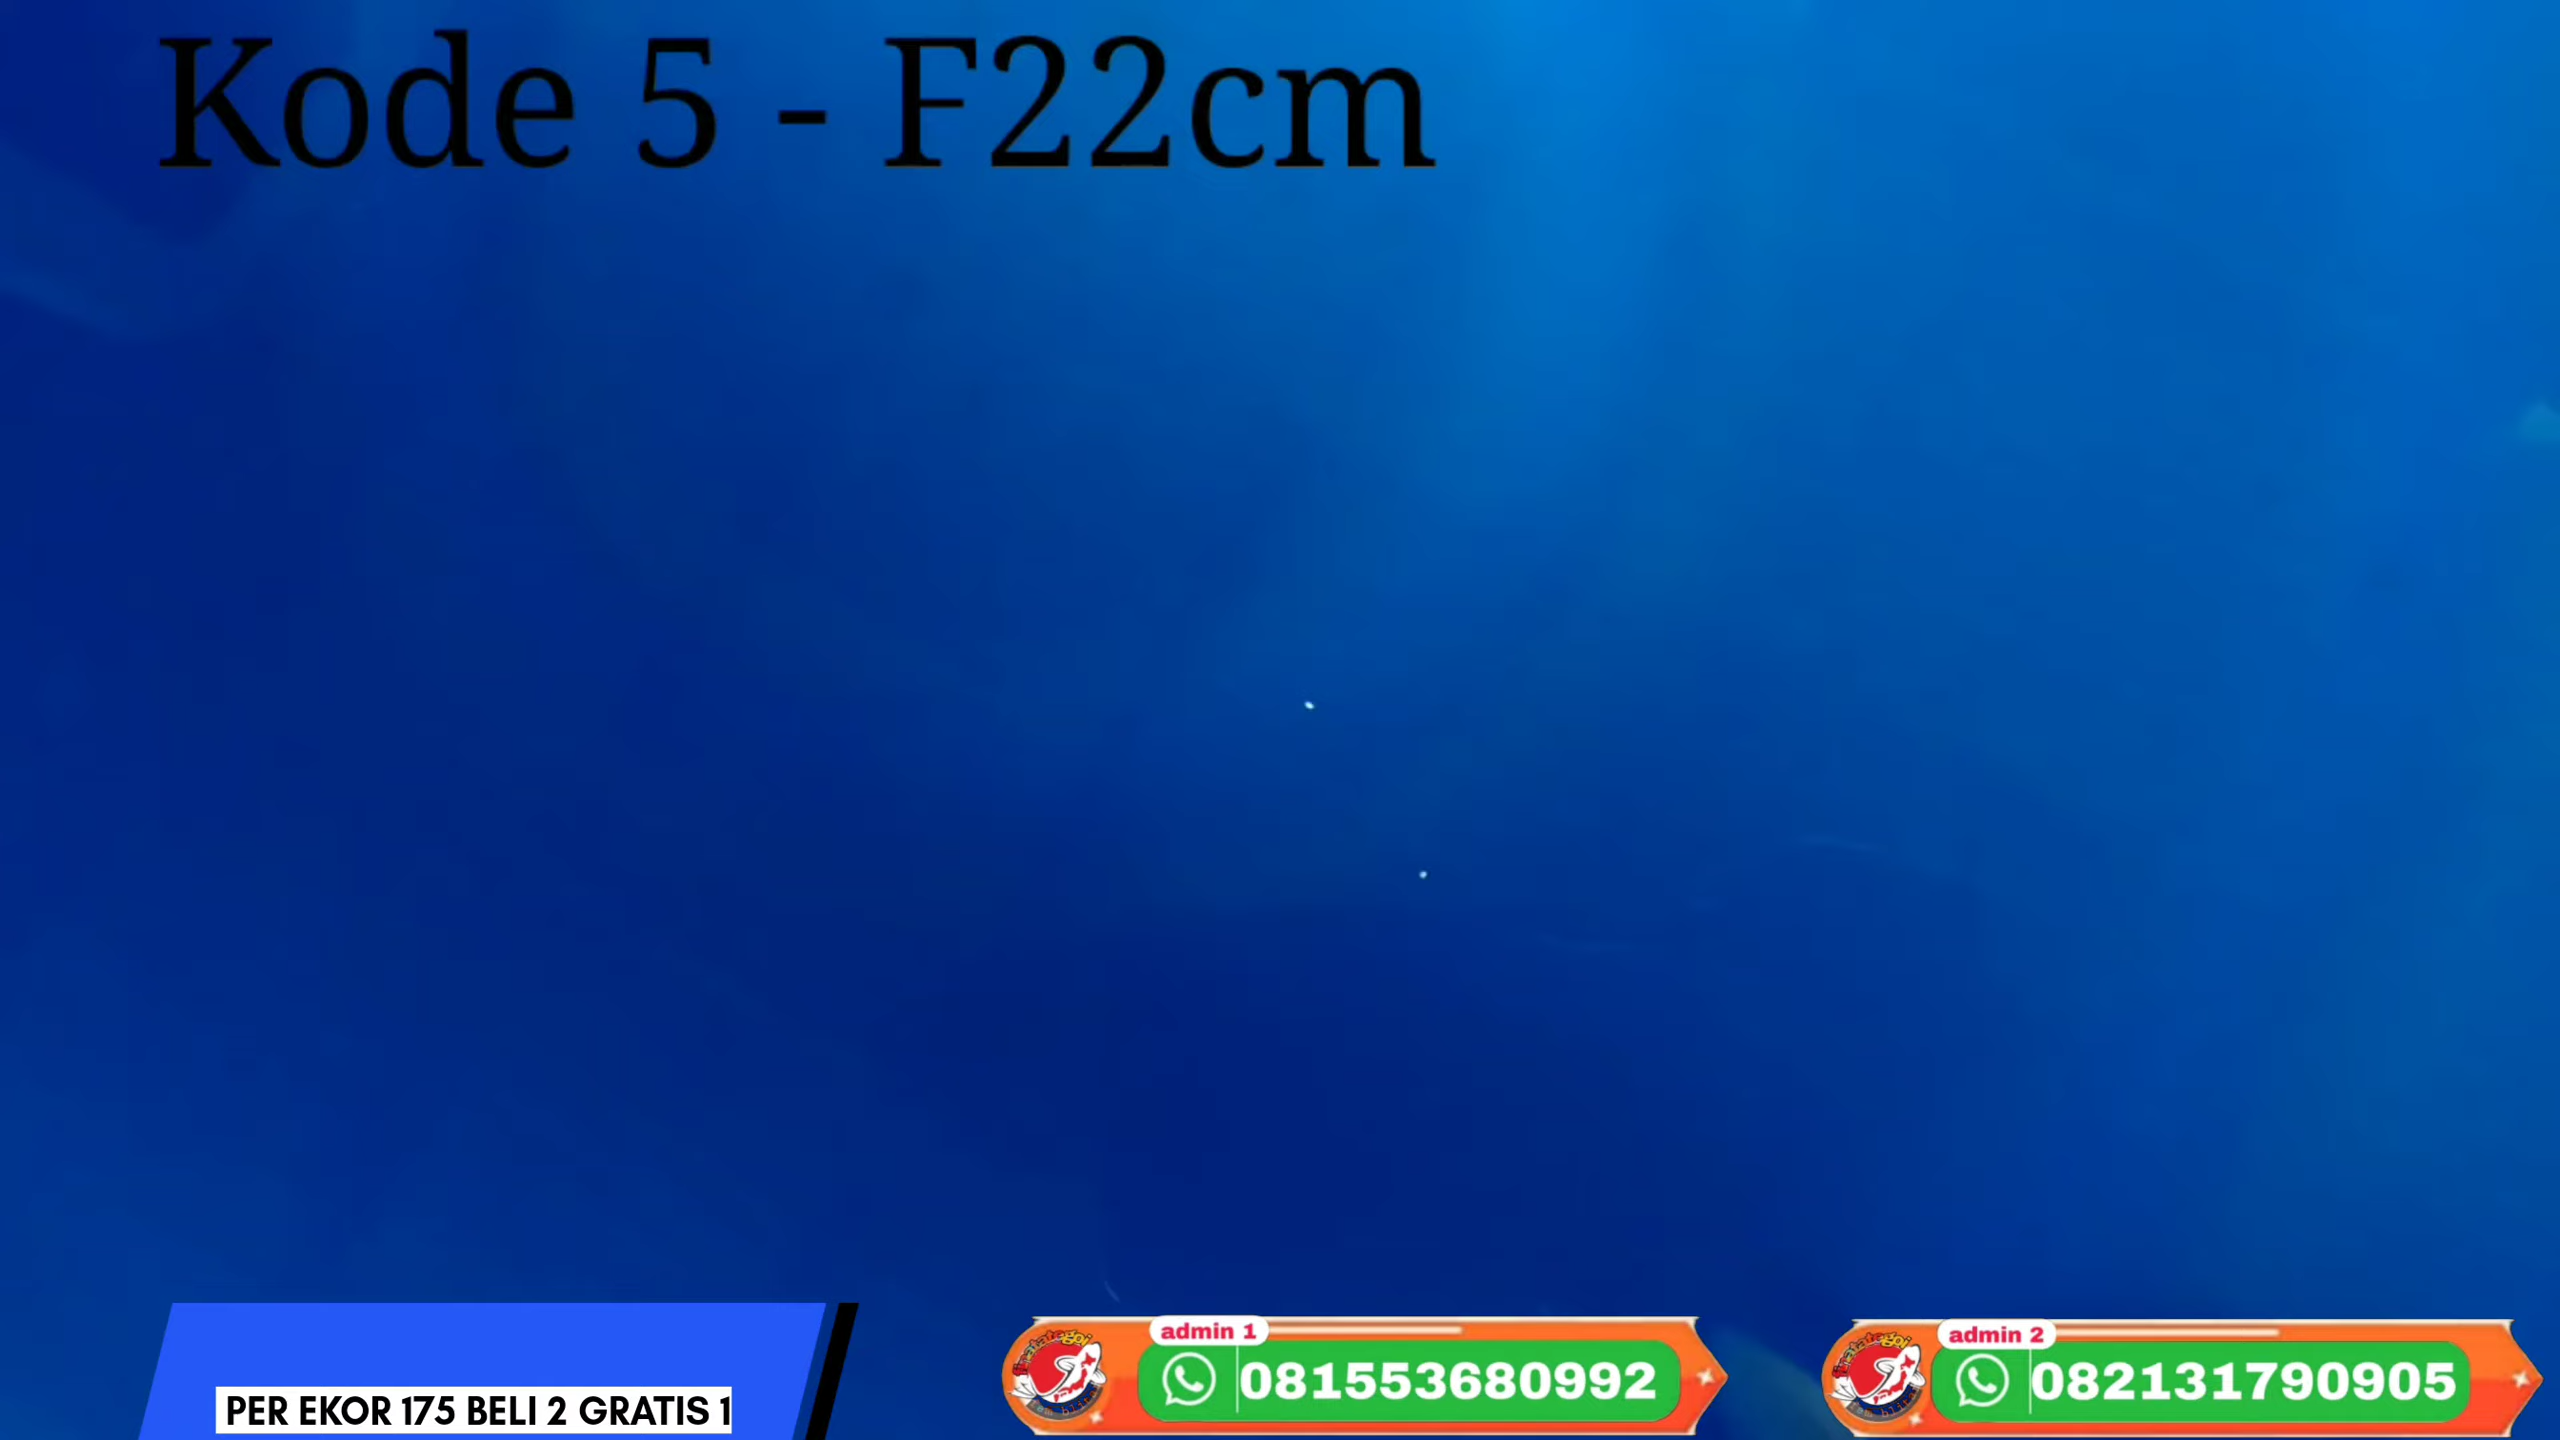 Kode 5 - F22cm
PER EKOR 175 BELI 2 GRATIS 1
admin 1
081553680992
admin 2
082131790905